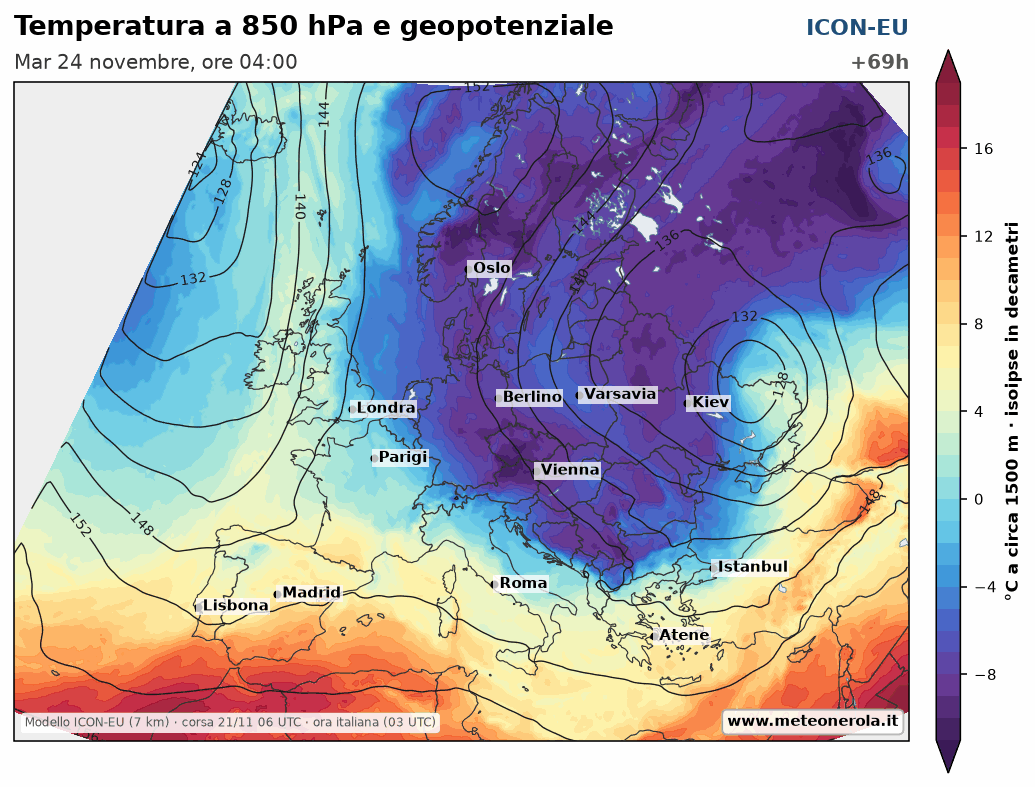 Temperatura a 850 hPa e geopotenziale
ICON-EU
Mar 24 novembre, ore 04:00
+69h
152
144
124
128
140
136
144
132
136
140
132
128
Oslo
Berlino
Varsavia
Kiev
Londra
Parigi
Vienna
152
148
148
Istanbul
Roma
Madrid
Lisbona
Atene
Modello ICON-EU (7 km) · corsa 21/11 06 UTC · ora italiana (03 UTC)
www.meteonerola.it
16
12
8
4
0
−4
−8
°C a circa 1500 m · Isoipse in decametri